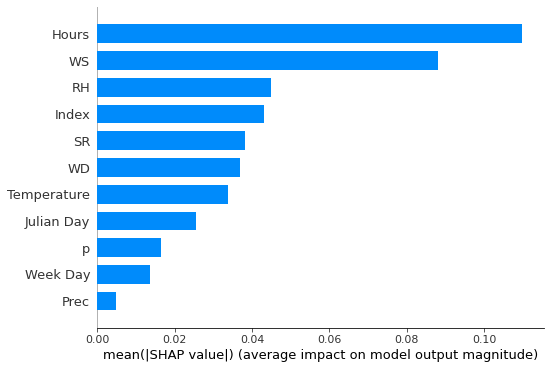 Hours
WS
RH
Index
SR
WD
Temperature
Julian Day
p
Week Day
Prec
0.00 0.02 0.04 0.06 0.08 0.10
mean(|SHAP value|) (average impact on model output magnitude)